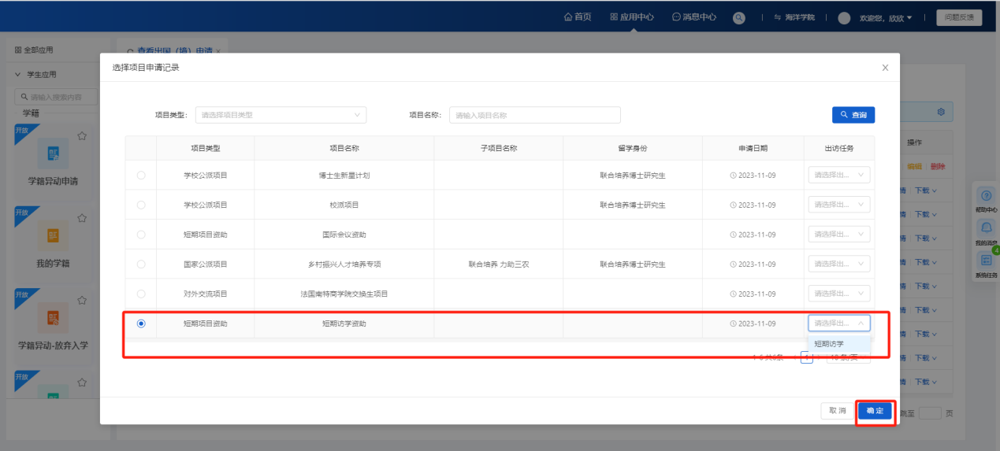 首页 应用中心 消息中心 海洋学院 欢迎您，欣欣 问题反馈
全部应用 查看出国（境）申请 ×
学生应用
请输入搜索内容
学籍
开放
学籍异动申请
开放
我的学籍
开放
学籍异动-放弃入学
开放
选择项目申请记录 X
项目类型： 请选择项目类型 项目名称： 请输入项目名称 查询
项目类型 项目名称 子项目名称 留学身份 申请日期 出访任务
学校公派项目 博士生新星计划 联合培养博士研究生 2023-11-09 请选择出...
学校公派项目 校派项目 联合培养博士研究生 2023-11-09 请选择出...
短期项目资助 国际会议资助 2023-11-09 请选择出...
国家公派项目 乡村振兴人才培养专项 联合培养 力助三农 联合培养博士研究生 2023-11-09 请选择出...
对外交流项目 法国南特商学院交换生项目 2023-11-09 请选择出...
短期项目资助 短期访学资助 2023-11-09 请选择出...
短期访学
1-6 共6条 1 10 条/页
取 消 确 定
操作
编辑 删除
情 下载
情 下载
情 下载
情 下载
情 下载
情 下载
情 下载
情 下载
情 下载
跳至 页
帮助中心
我的消息
4
系统任务